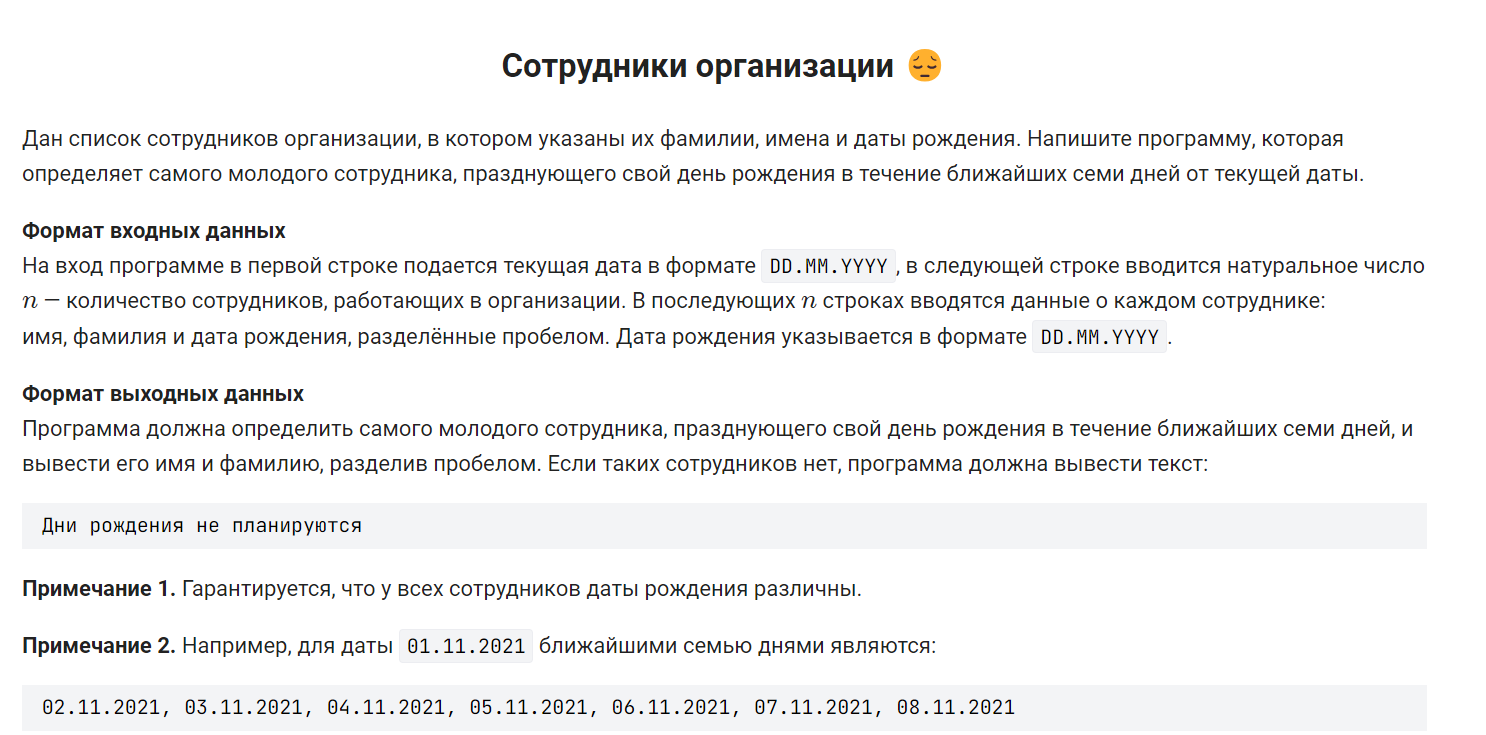 Сотрудники организации 😔
Дан список сотрудников организации, в котором указаны их фамилии, имена и даты рождения. Напишите программу, которая
определяет самого молодого сотрудника, празднующего свой день рождения в течение ближайших семи дней от текущей даты.
Формат входных данных
На вход программе в первой строке подается текущая дата в формате DD.MM.YYYY, в следующей строке вводится натуральное число
n — количество сотрудников, работающих в организации. В последующих n строках вводятся данные о каждом сотруднике:
имя, фамилия и дата рождения, разделённые пробелом. Дата рождения указывается в формате DD.MM.YYYY.
Формат выходных данных
Программа должна определить самого молодого сотрудника, празднующего свой день рождения в течение ближайших семи дней, и
вывести его имя и фамилию, разделив пробелом. Если таких сотрудников нет, программа должна вывести текст:
Дни рождения не планируются
Примечание 1. Гарантируется, что у всех сотрудников даты рождения различны.
Примечание 2. Например, для даты 01.11.2021 ближайшими семью днями являются:
02.11.2021, 03.11.2021, 04.11.2021, 05.11.2021, 06.11.2021, 07.11.2021, 08.11.2021